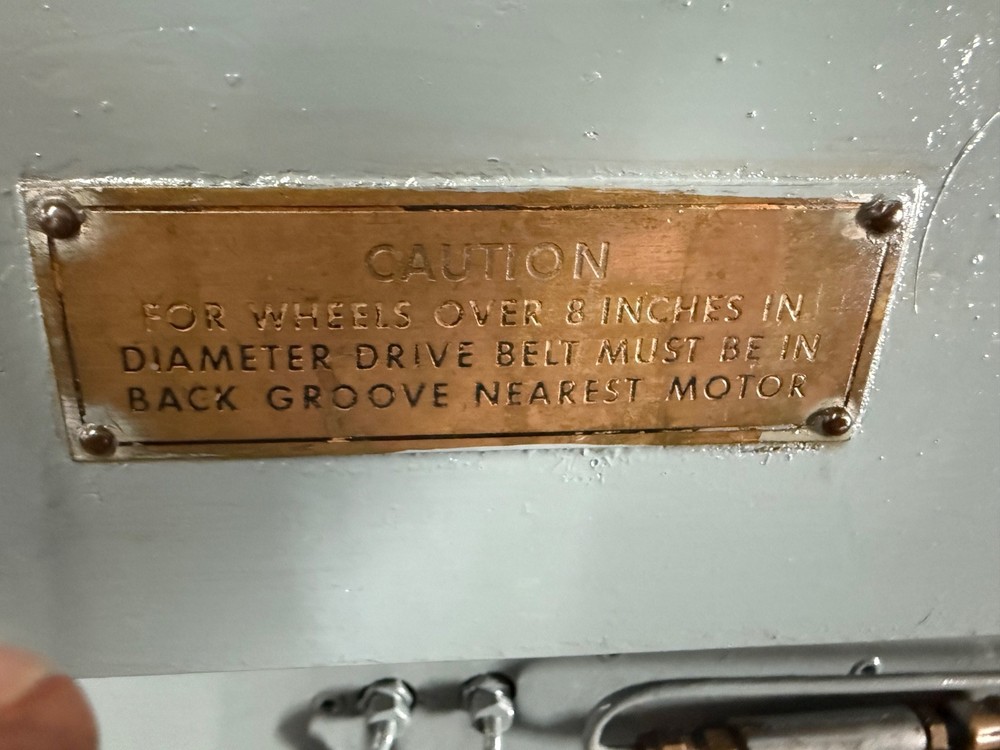 CAUTION
FOR WHEELS OVER 8 INCHES IN
DIAMETER DRIVE BELT MUST BE IN
BACK GROOVE NEAREST MOTOR